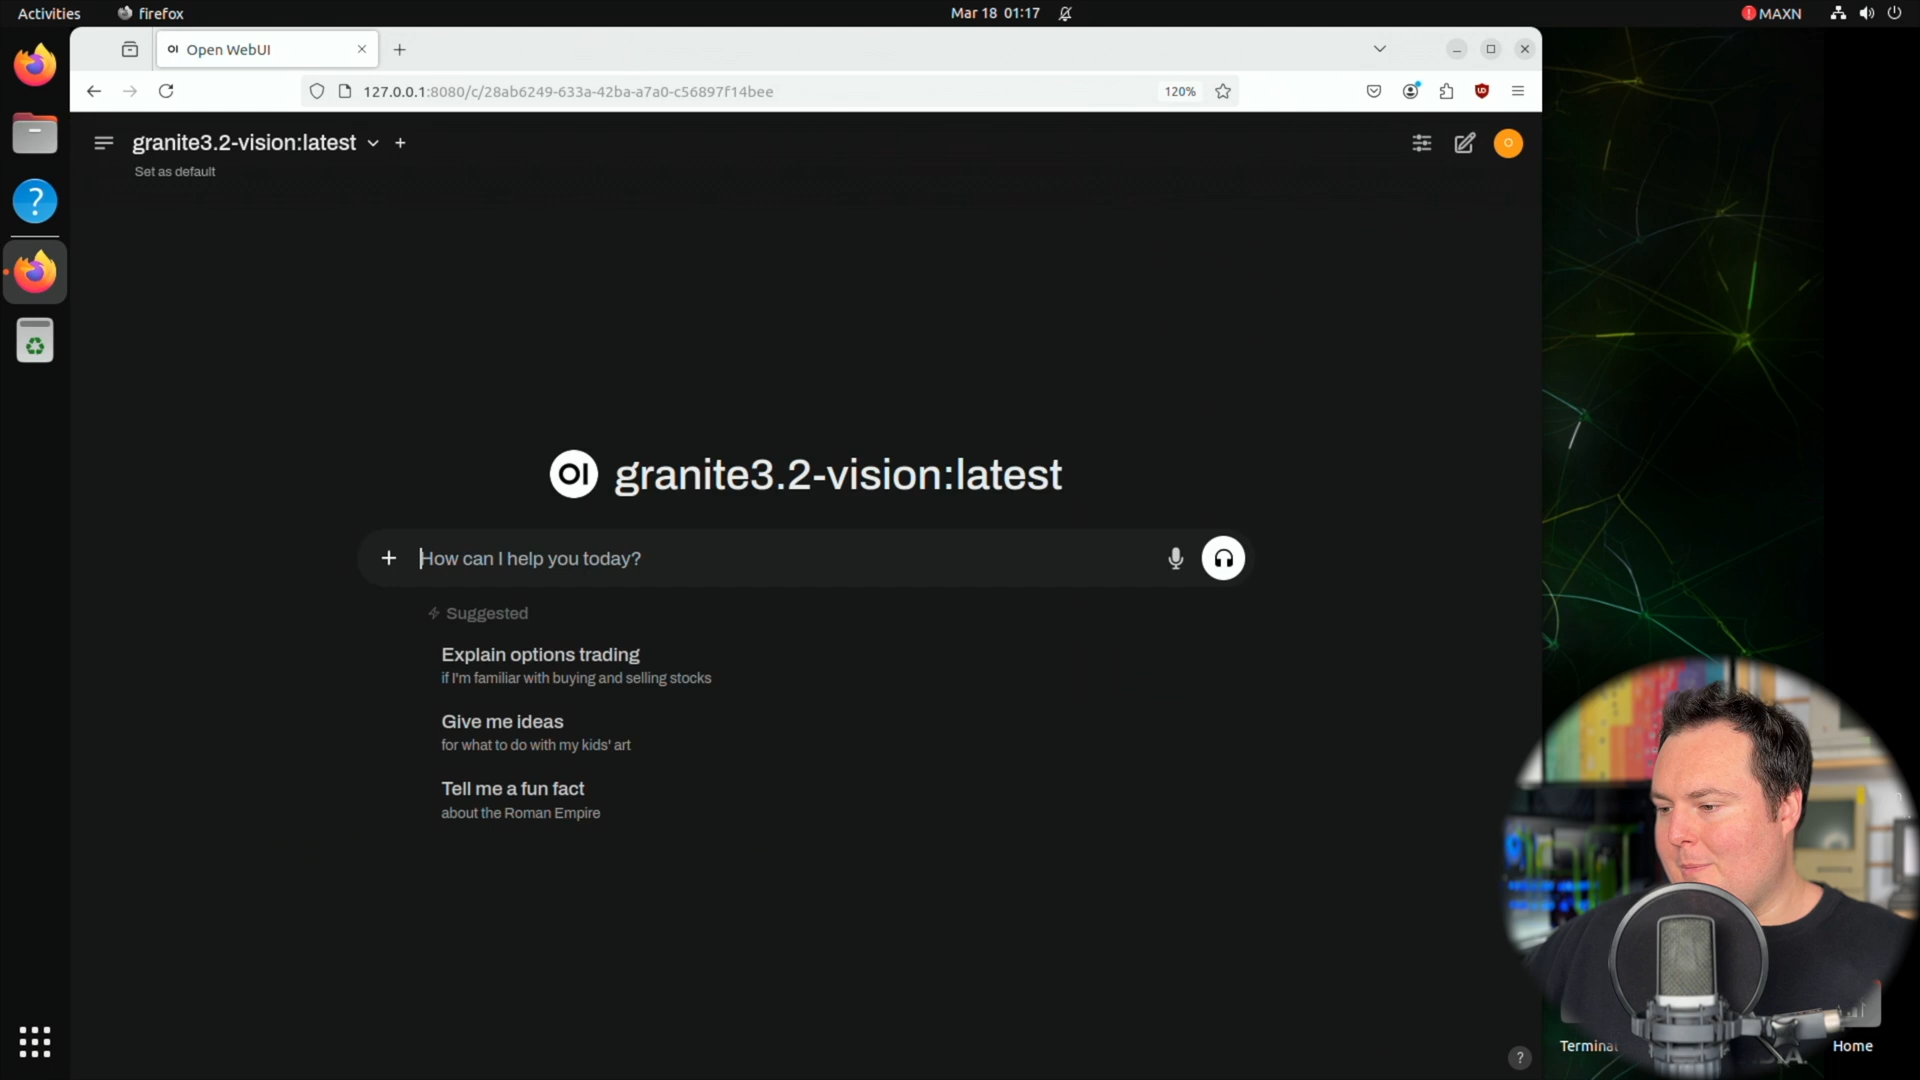 Activities firefox Mar 18 01:17 MAXN
OI Open WebUI
127.0.0.1:8080/c/28ab6249-633a-42ba-a7a0-c56897f14bee 120%
granite3.2-vision:latest
Set as default
OI granite3.2-vision:latest
How can I help you today?
Suggested
Explain options trading
if I'm familiar with buying and selling stocks
Give me ideas
for what to do with my kids' art
Tell me a fun fact
about the Roman Empire
Terminal Home